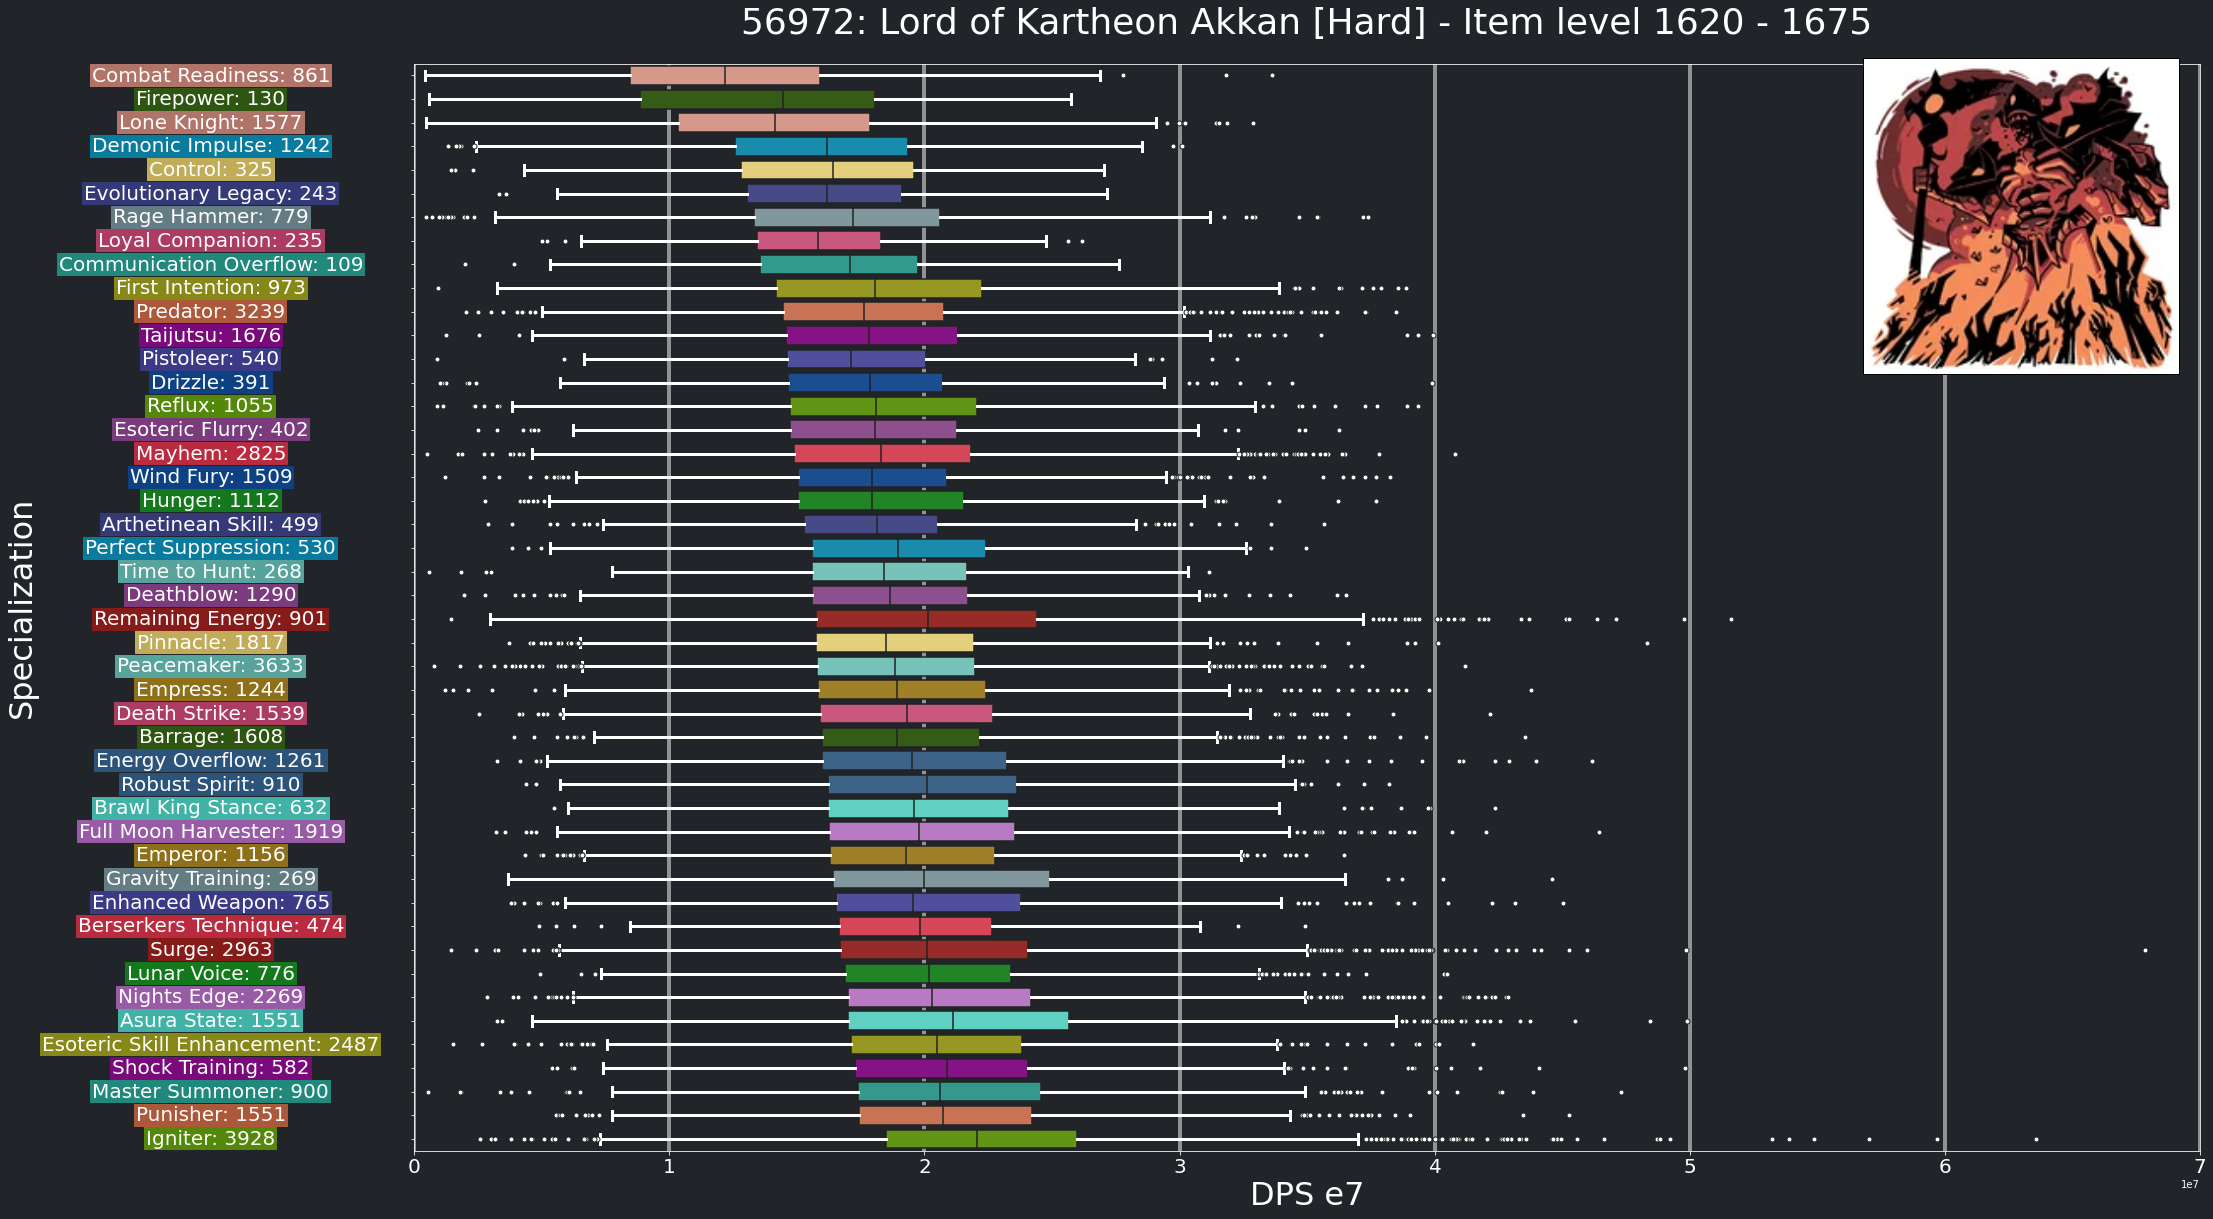 56972: Lord of Kartheon Akkan [Hard] - Item level 1620 - 1675
Combat Readiness: 861
Firepower: 130
Lone Knight: 1577
Demonic Impulse: 1242
Control: 325
Evolutionary Legacy: 243
Rage Hammer: 779
Loyal Companion: 235
Communication Overflow: 109
First Intention: 973
Predator: 3239
Taijutsu: 1676
Pistoleer: 540
Drizzle: 391
Reflux: 1055
Esoteric Flurry: 402
Mayhem: 2825
Wind Fury: 1509
Hunger: 1112
Arthetinean Skill: 499
Perfect Suppression: 530
Time to Hunt: 268
Deathblow: 1290
Remaining Energy: 901
Pinnacle: 1817
Peacemaker: 3633
Empress: 1244
Death Strike: 1539
Barrage: 1608
Energy Overflow: 1261
Robust Spirit: 910
Brawl King Stance: 632
Full Moon Harvester: 1919
Emperor: 1156
Gravity Training: 269
Enhanced Weapon: 765
Berserkers Technique: 474
Surge: 2963
Lunar Voice: 776
Nights Edge: 2269
Asura State: 1551
Esoteric Skill Enhancement: 2487
Shock Training: 582
Master Summoner: 900
Punisher: 1551
Igniter: 3928
Specialization
0 1 2 3 4 5 6 7
1e7
DPS e7